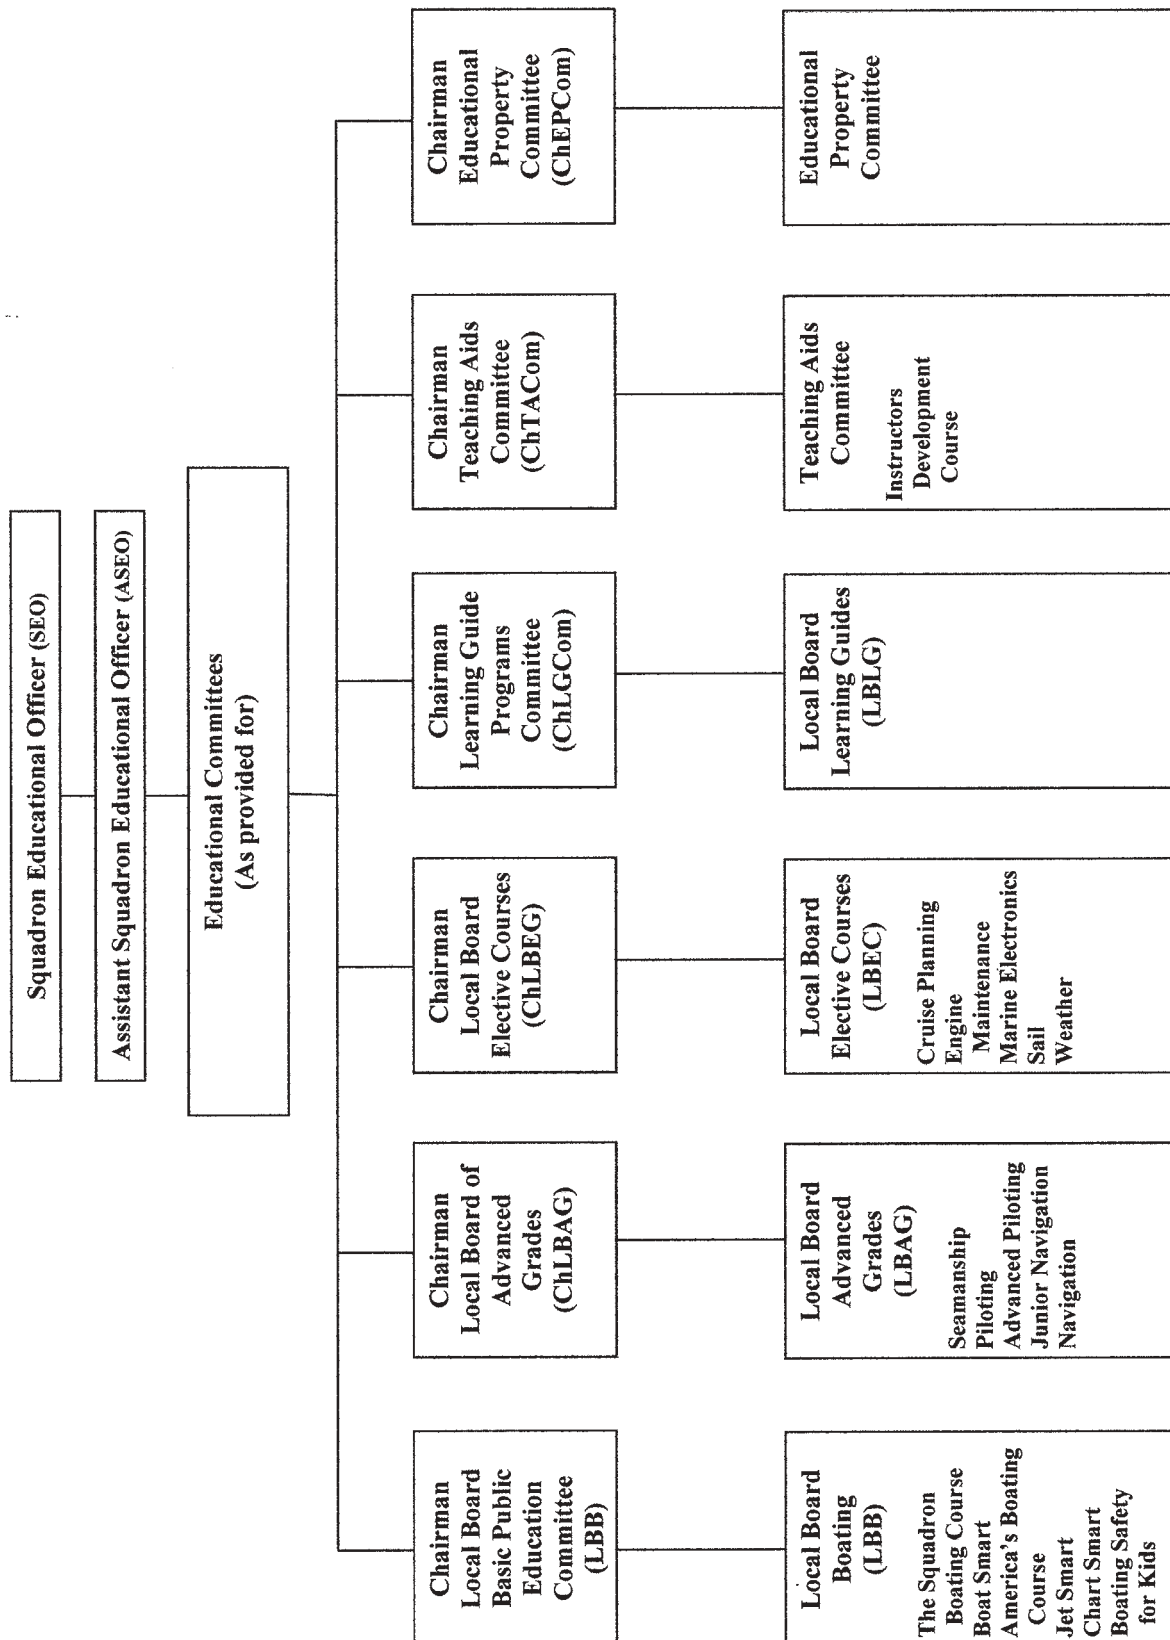 Squadron Educational Officer (SEO)
Assistant Squadron Educational Officer (ASEO)
Educational Committees
(As provided for)
Chairman
Local Board
Basic Public
Education
Committee
(LBB)
Chairman
Local Board of
Advanced
Grades
(ChLBAG)
Chairman
Local Board
Elective Courses
(ChLBEG)
Chairman
Learning Guide
Programs
Committee
(ChLGCom)
Chairman
Teaching Aids
Committee
(ChTACom)
Chairman
Educational
Property
Committee
(ChEPCom)
Local Board
Boating
(LBB)
The Squadron
Boating Course
Boat Smart
America's Boating
Course
Jet Smart
Chart Smart
Boating Safety
for Kids
Local Board
Advanced
Grades
(LBAG)
Seamanship
Piloting
Advanced Piloting
Junior Navigation
Navigation
Local Board
Elective Courses
(LBEC)
Cruise Planning
Engine
Maintenance
Marine Electronics
Sail
Weather
Local Board
Learning Guides
(LBLG)
Teaching Aids
Committee
Instructors
Development
Course
Educational
Property
Committee